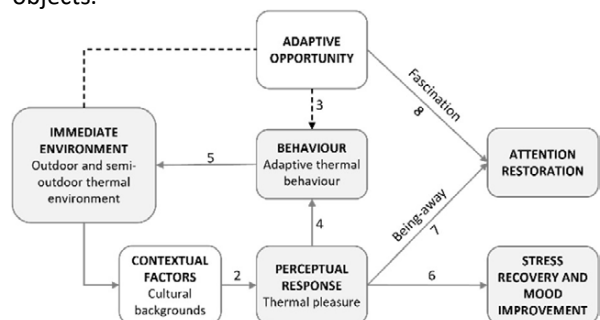 objects.
ADAPTIVE
OPPORTUNITY
Fascination
8
3
IMMEDIATE
ENVIRONMENT
Outdoor and semi-
outdoor thermal
environment
5
BEHAVIOUR
Adaptive thermal
behaviour
ATTENTION
RESTORATION
4
Being-away
7
CONTEXTUAL
FACTORS
Cultural
backgrounds
2
PERCEPTUAL
RESPONSE
Thermal pleasure
6
STRESS
RECOVERY AND
MOOD
IMPROVEMENT